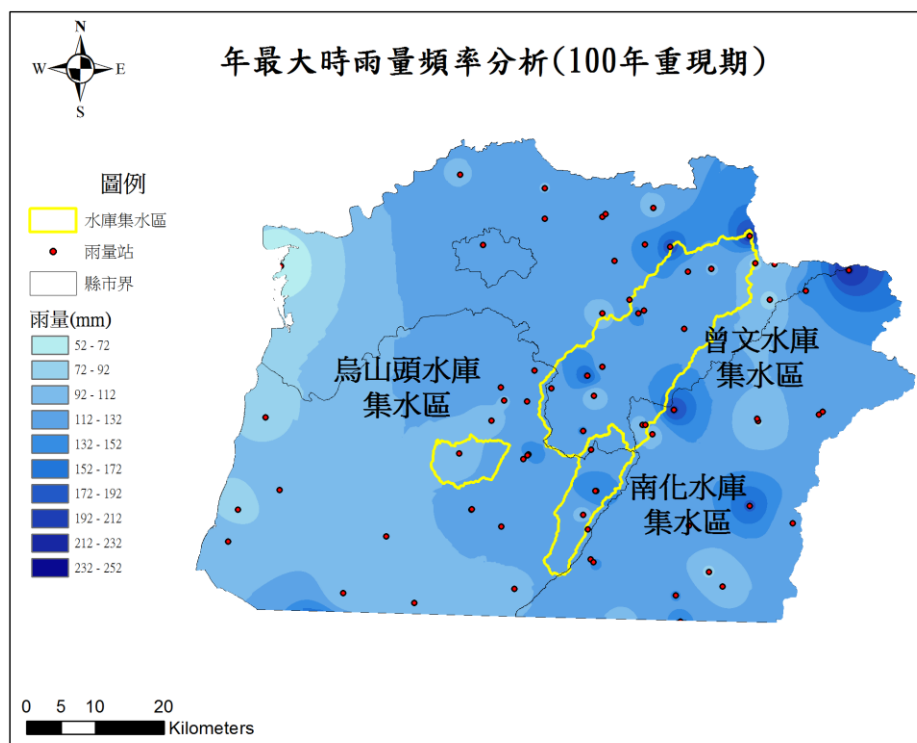 N
W E
S
年最大時雨量頻率分析(100年重現期)
圖例
水庫集水區
雨量站
縣市界
雨量(mm)
52 - 72
72 - 92
92 - 112
112 - 132
132 - 152
152 - 172
172 - 192
192 - 212
212 - 232
232 - 252
烏山頭水庫
集水區
曾文水庫
集水區
南化水庫
集水區
0 5 10 20
Kilometers